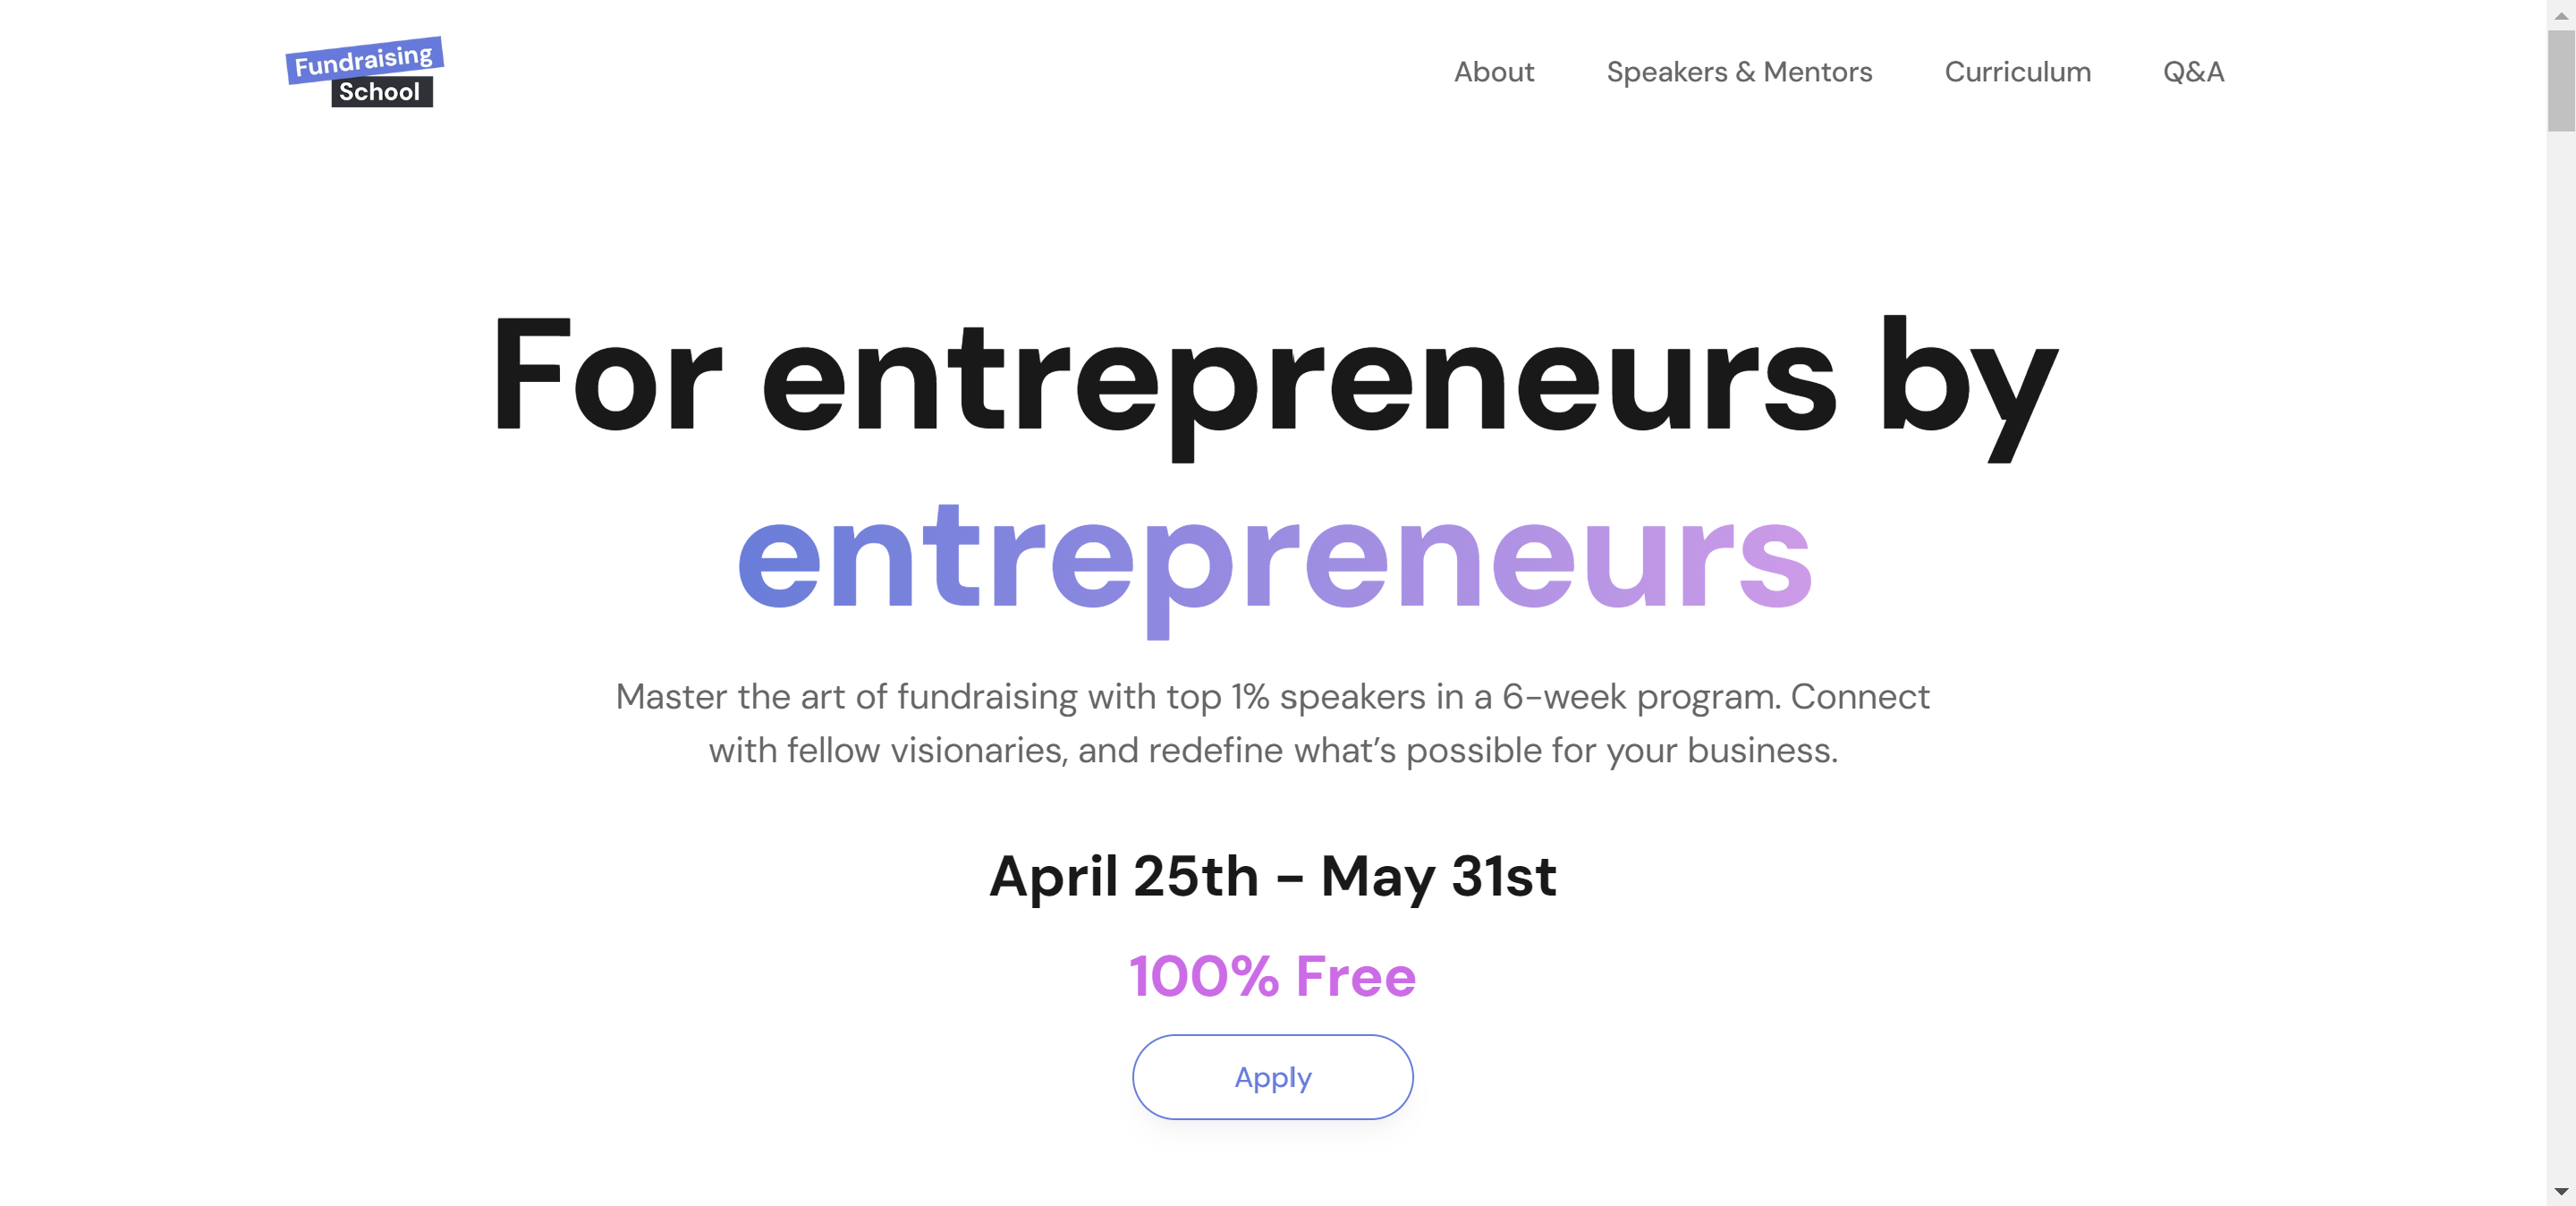 Fundraising
School
About
Speakers & Mentors
Curriculum
Q&A
For entrepreneurs by
entrepreneurs
Master the art of fundraising with top 1% speakers in a 6-week program. Connect
with fellow visionaries, and redefine what’s possible for your business.
April 25th - May 31st
100% Free
Apply